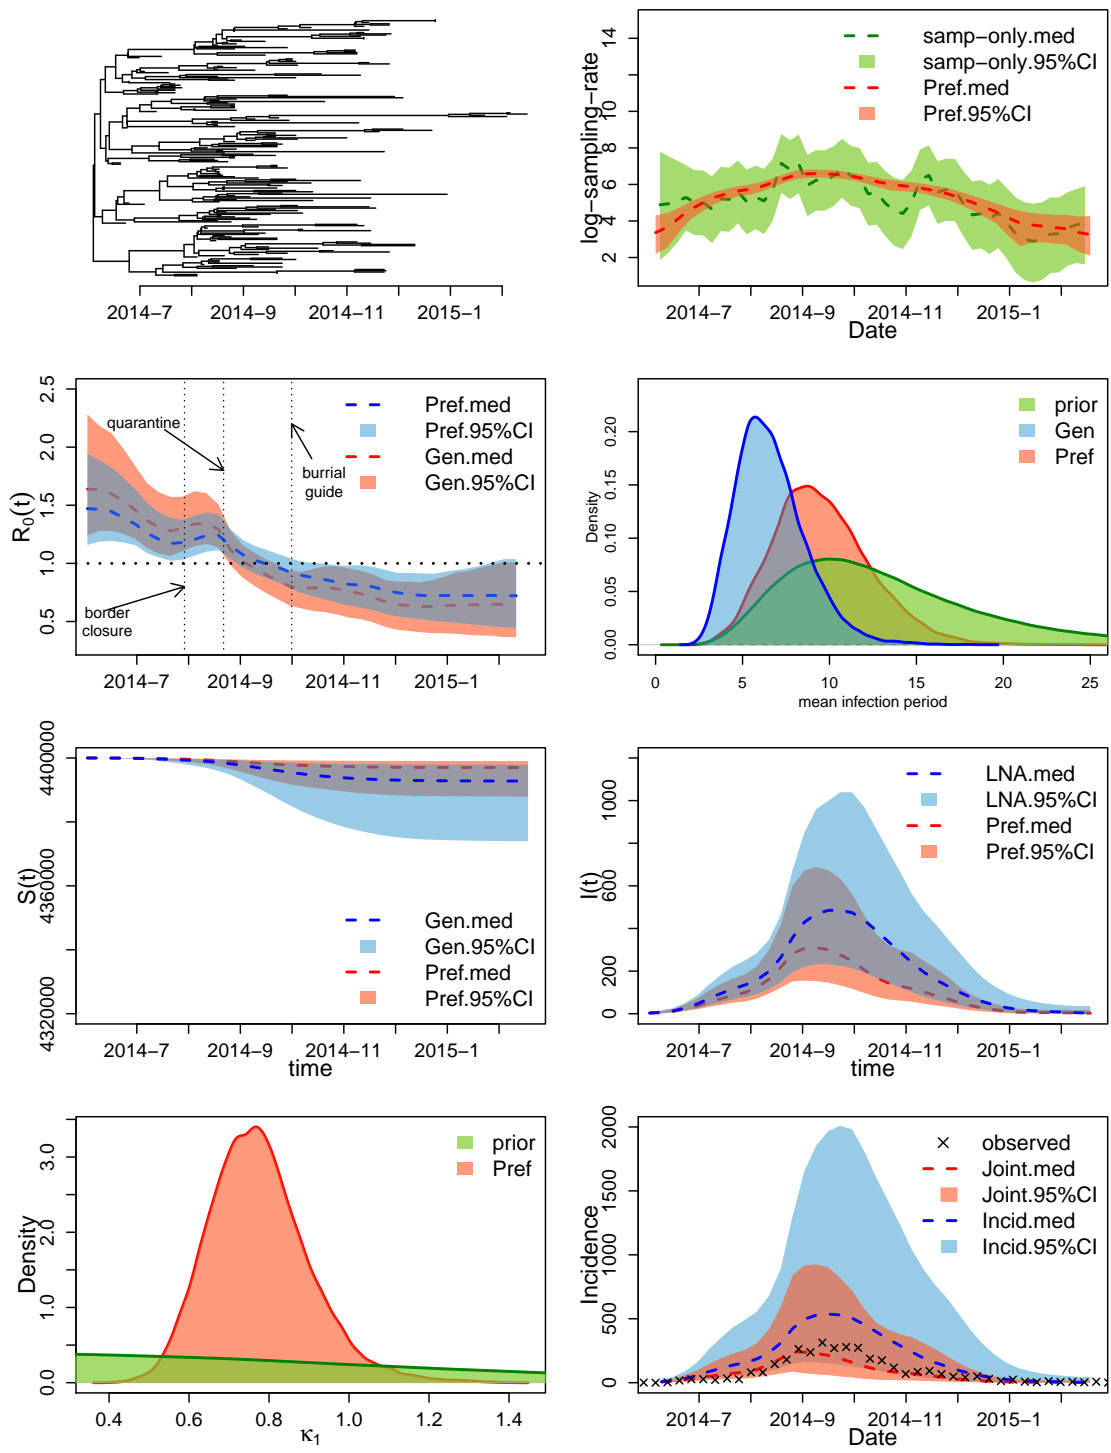 2014−7
2014−9
2014−11
2015−1
log−sampling−rate
14
10
8
6
4
2
samp−only.med
samp−only.95%CI
Pref.med
Pref.95%CI
2014−7
2014−9
2014−11
2015−1
Date
R0(t)
2.5
2.0
1.5
1.0
0.5
quarantine
burrial
guide
border
closure
Pref.med
Pref.95%CI
Gen.med
Gen.95%CI
2014−7
2014−9
2014−11
2015−1
Density
0.20
0.15
0.10
0.05
0.00
prior
Gen
Pref
0
5
10
15
20
25
mean infection period
S(t)
4400000
4360000
4320000
Gen.med
Gen.95%CI
Pref.med
Pref.95%CI
2014−7
2014−9
2014−11
2015−1
time
I(t)
1000
600
200
0
LNA.med
LNA.95%CI
Pref.med
Pref.95%CI
2014−7
2014−9
2014−11
2015−1
time
Density
3.0
2.0
1.0
0.0
prior
Pref
0.4
0.6
0.8
1.0
1.2
1.4
κ1
Incidence
2000
1500
1000
500
0
observed
Joint.med
Joint.95%CI
Incid.med
Incid.95%CI
2014−7
2014−9
2014−11
2015−1
Date